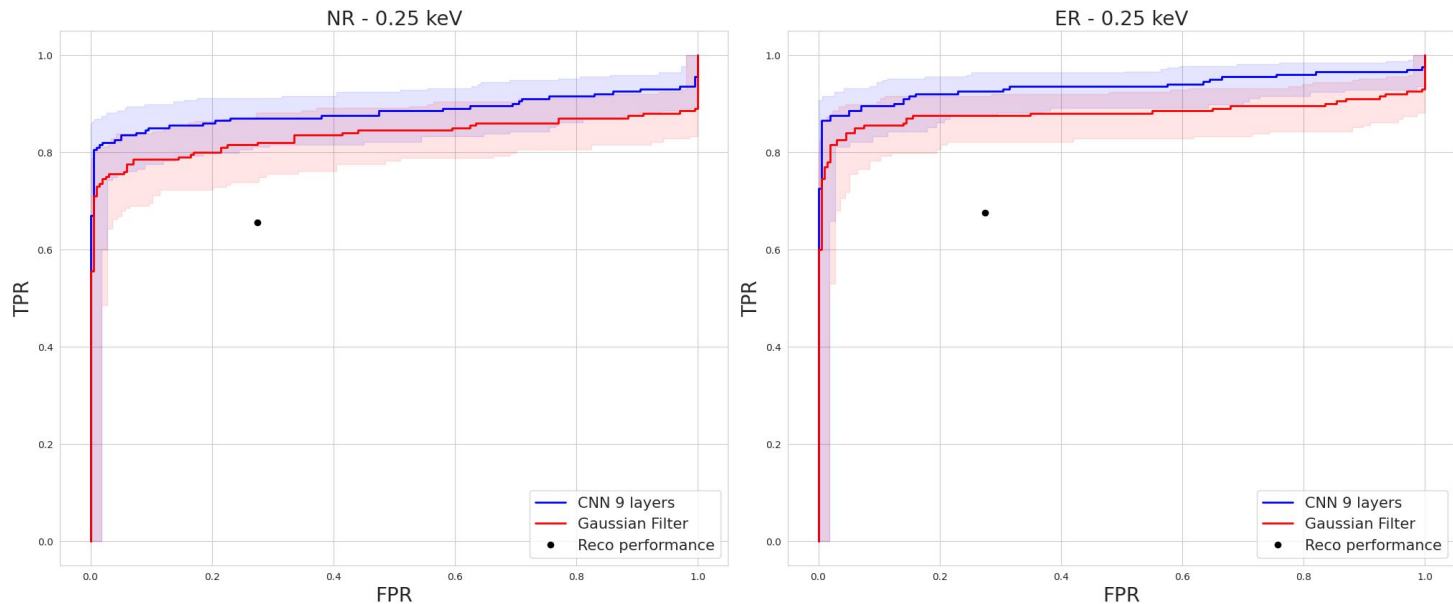 NR - 0.25 keV
TPR
1.0
0.8
0.6
0.4
0.2
0.0
CNN 9 layers
Gaussian Filter
Reco performance
0.0 0.2 0.4 0.6 0.8 1.0
FPR
ER - 0.25 keV
TPR
1.0
0.8
0.6
0.4
0.2
0.0
CNN 9 layers
Gaussian Filter
Reco performance
0.0 0.2 0.4 0.6 0.8 1.0
FPR